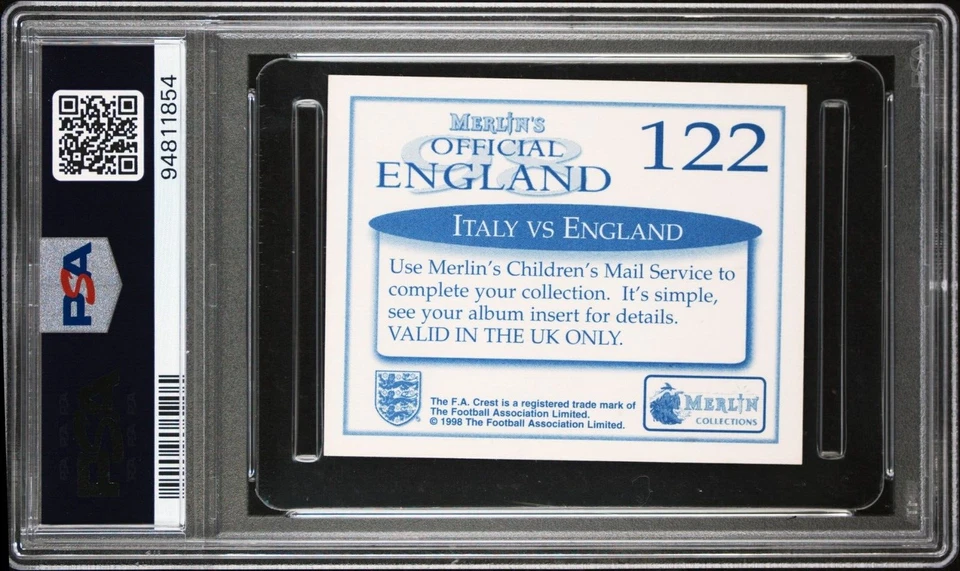 94811854
PSA
MERLIN'S
98
OFFICIAL
ENGLAND
122
ITALY VS ENGLAND
Use Merlin's Children's Mail Service to
complete your collection. It's simple,
see your album insert for details.
VALID IN THE UK ONLY.
The F.A. Crest is a registered trade mark of
The Football Association Limited.
© 1998 The Football Association Limited.
MERLIN
COLLECTIONS